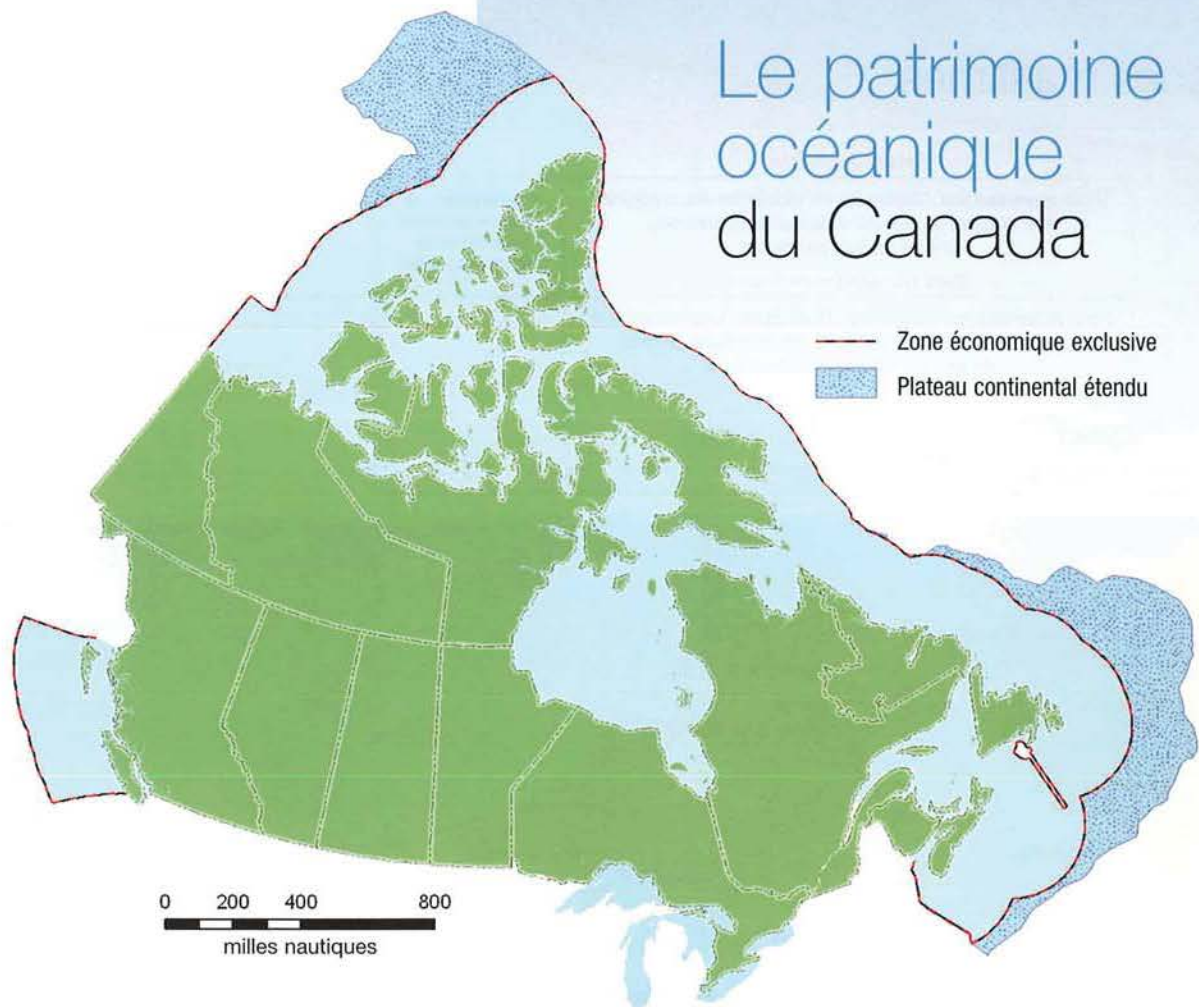 Le patrimoine
océanique
du Canada
Zone économique exclusive
Plateau continental étendu
0 200 400 800
milles nautiques